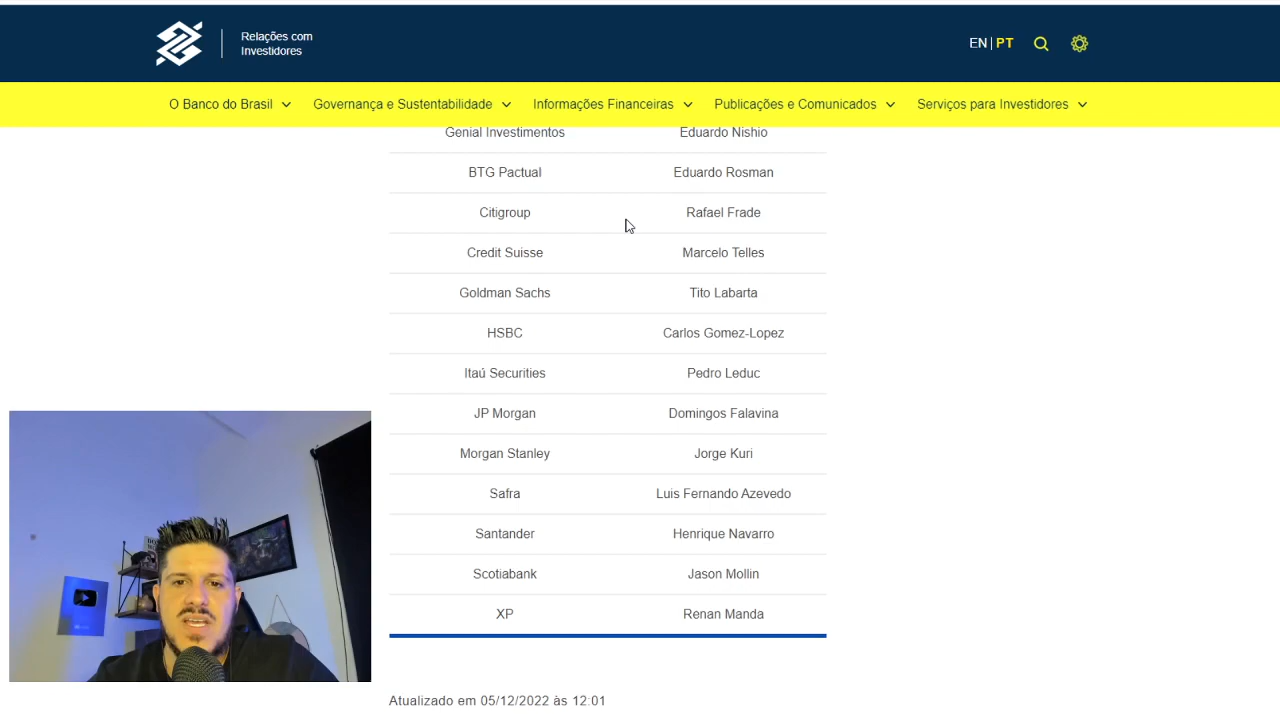 Relações com
Investidores
EN|PT
O Banco do Brasil
Governança e Sustentabilidade
Informações Financeiras
Publicações e Comunicados
Serviços para Investidores
Genial Investimentos Eduardo Nishio
BTG Pactual Eduardo Rosman
Citigroup Rafael Frade
Credit Suisse Marcelo Telles
Goldman Sachs Tito Labarta
HSBC Carlos Gomez-Lopez
Itaú Securities Pedro Leduc
JP Morgan Domingos Falavina
Morgan Stanley Jorge Kuri
Safra Luis Fernando Azevedo
Santander Henrique Navarro
Scotiabank Jason Mollin
XP Renan Manda
Atualizado em 05/12/2022 às 12:01